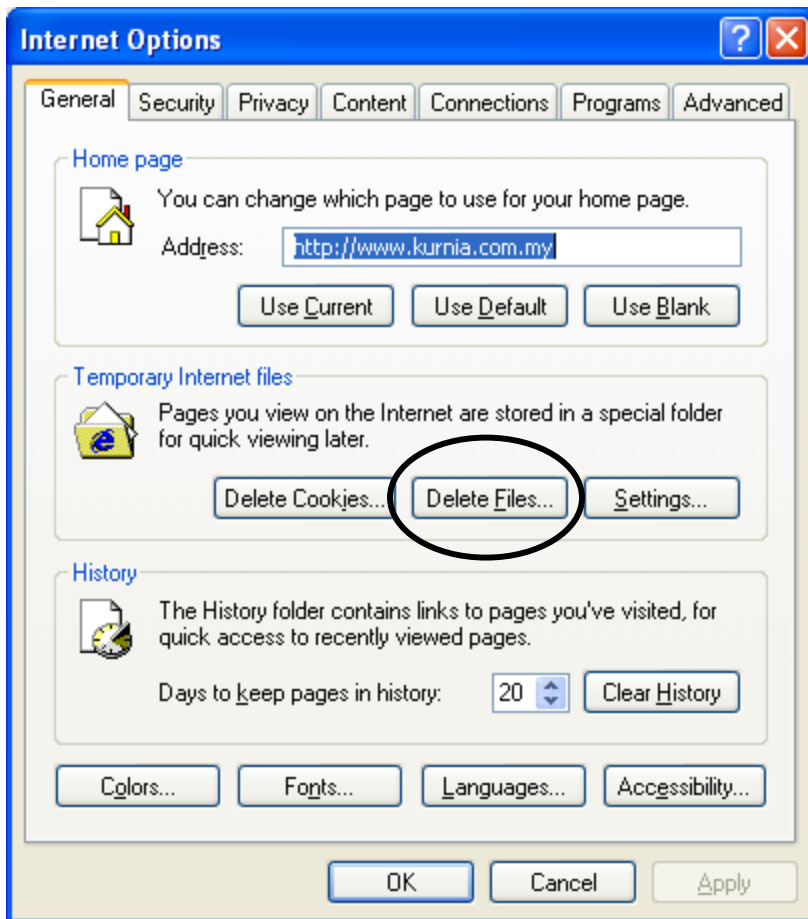 Internet Options
General Security Privacy Content Connections Programs Advanced
Home page
You can change which page to use for your home page.
Address: http://www.kurnia.com.my
Use Current Use Default Use Blank
Temporary Internet files
Pages you view on the Internet are stored in a special folder
for quick viewing later.
Delete Cookies... Delete Files... Settings...
History
The History folder contains links to pages you've visited, for
quick access to recently viewed pages.
Days to keep pages in history: 20 Clear History
Colors... Fonts... Languages... Accessibility...
OK Cancel Apply